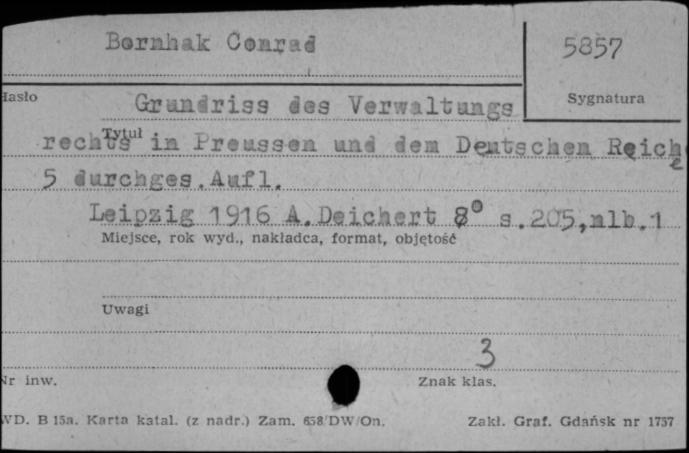 Bornhak Conrad
5857
Hasło
Sygnatura
Grundriss des Verwaltungs
Tytuł
rechts in Preussen und dem Deutschen Reiche
5 durchges.Aufl.
Leipzig 1916 A.Deichert 8° s.205,nlb.1
Miejsce, rok wyd., nakładca, format, objętość
Uwagi
3
Nr inw.
Znak klas.
WD. B 15a. Karta katal. (z nadr.) Zam. 658/DW/On.
Zakł. Graf. Gdańsk nr 1757